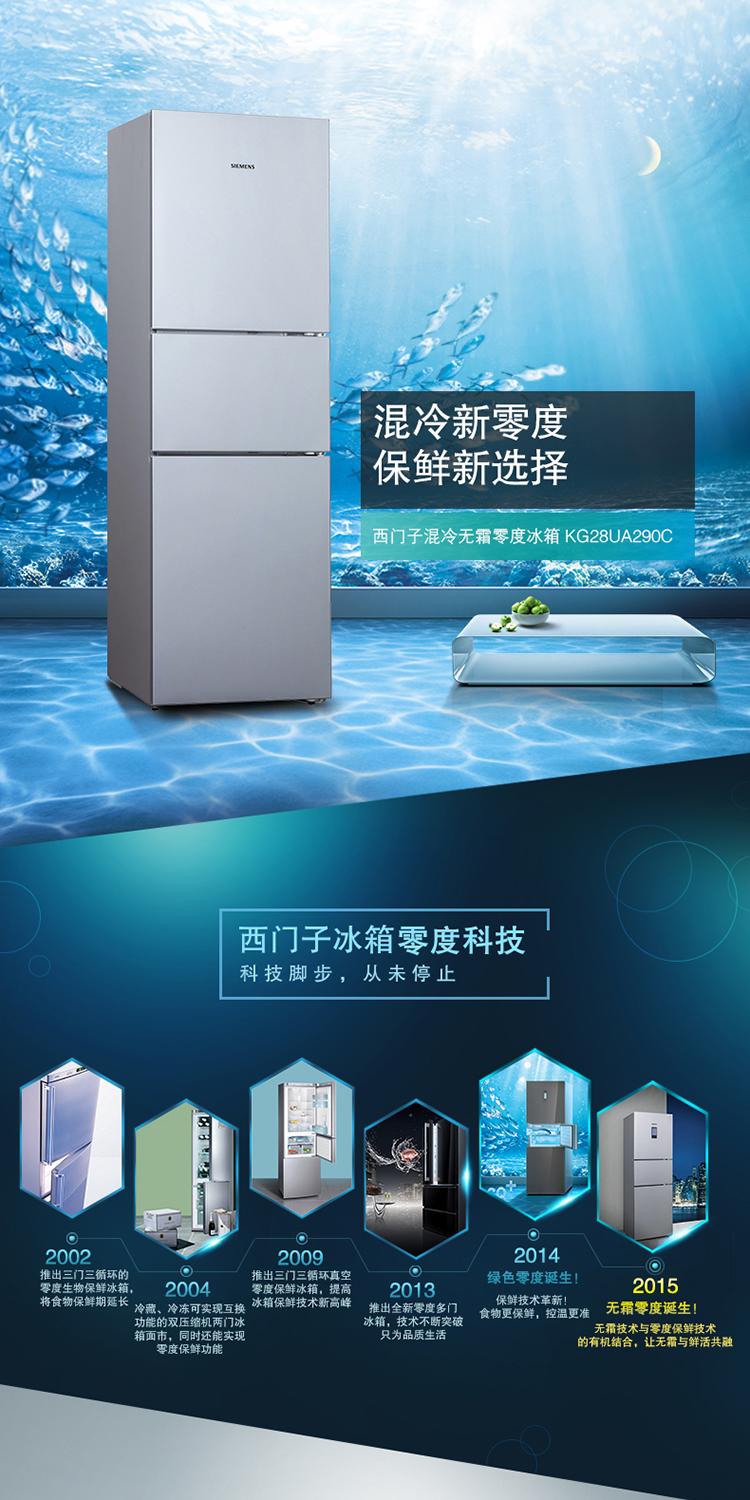 SIEMENS
混冷新零度
保鲜新选择
西门子混冷无霜零度冰箱 KG28UA290C
西门子冰箱零度科技
科技脚步，从未停止
2002
推出三门三循环的
零度生物保鲜冰箱，
将食物保鲜期延长
2004
冷藏、冷冻可实现互换
功能的双压缩机两门冰
箱面市，同时还能实现
零度保鲜功能
2009
推出三门三循环真空
零度保鲜冰箱，提高
冰箱保鲜技术新高峰
2013
推出全新零度多门
冰箱，技术不断突破
只为品质生活
2014
绿色零度诞生！
保鲜技术革新！
食物更保鲜，控温更准
2015
无霜零度诞生！
无霜技术与零度保鲜技术
的有机结合，让无霜与鲜活共融